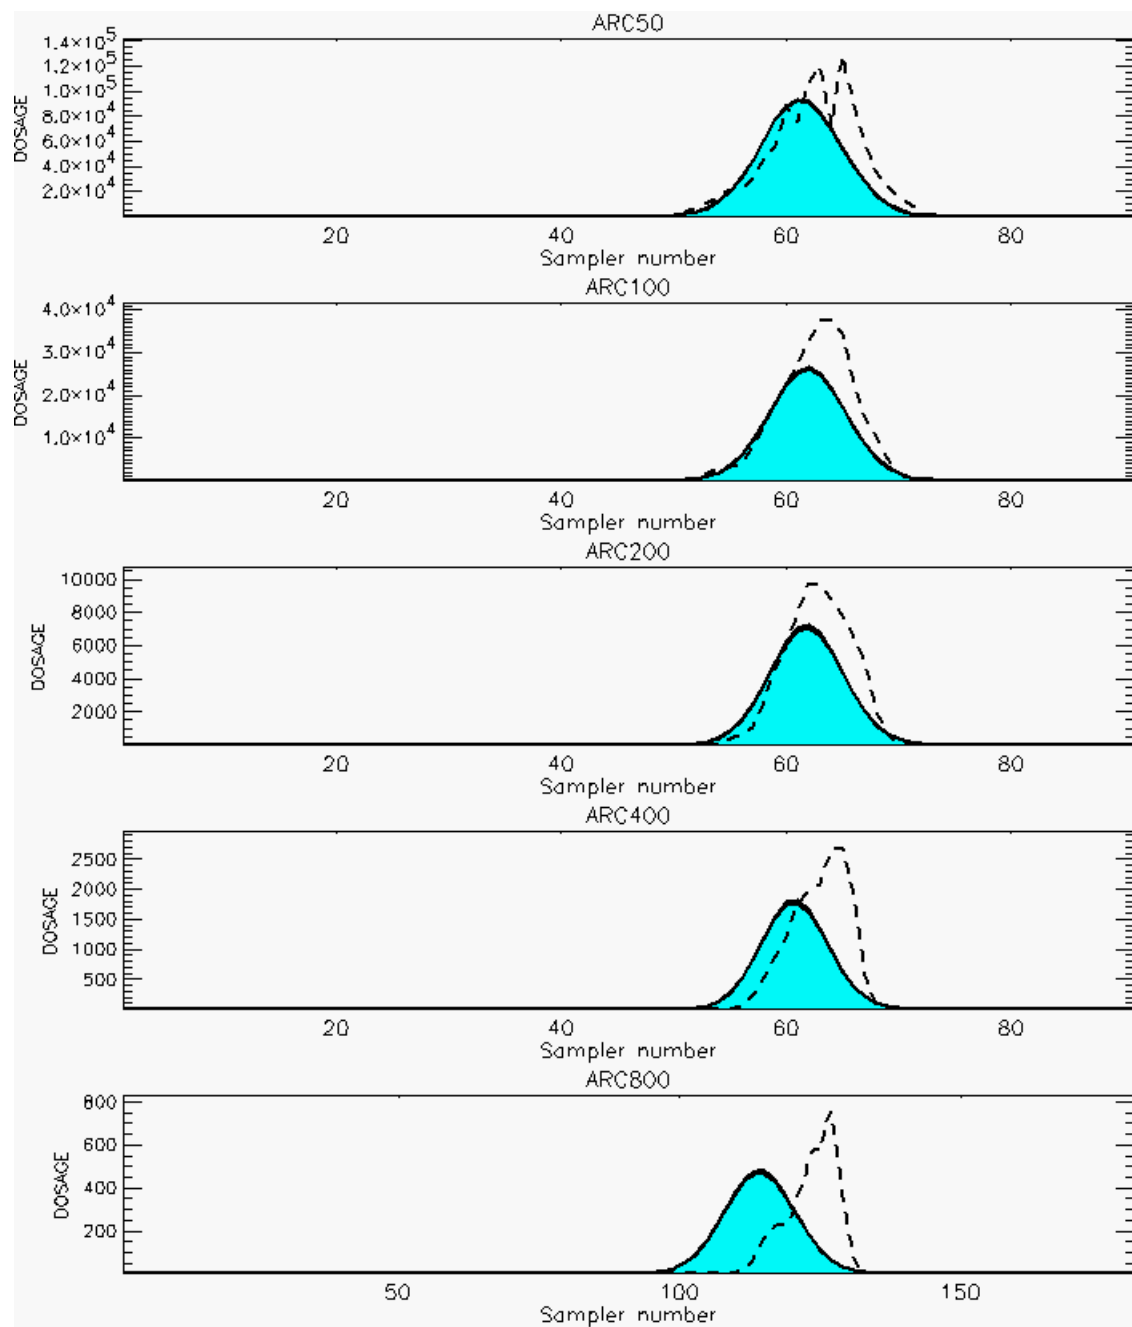 ARC50
1.4×10^5
1.2×10^5
1.0×10^5
8.0×10^4
6.0×10^4
4.0×10^4
2.0×10^4
DOSAGE
20 40 60 80
Sampler number
ARC100
4.0×10^4
3.0×10^4
2.0×10^4
1.0×10^4
DOSAGE
20 40 60 80
Sampler number
ARC200
10000
8000
6000
4000
2000
DOSAGE
20 40 60 80
Sampler number
ARC400
2500
2000
1500
1000
500
DOSAGE
20 40 60 80
Sampler number
ARC800
800
600
400
200
DOSAGE
50 100 150
Sampler number